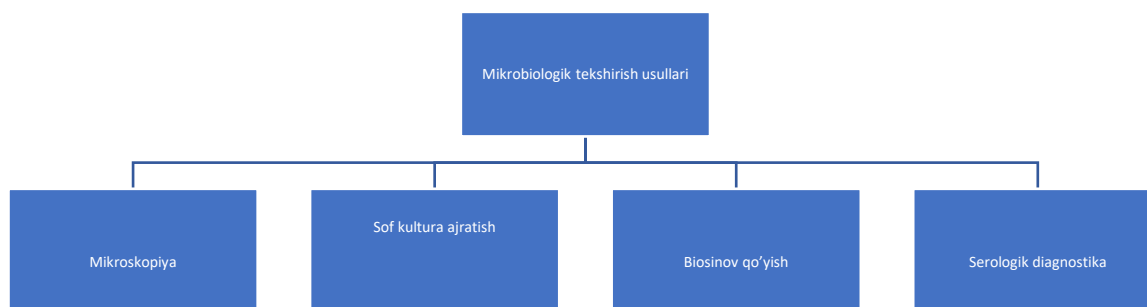 Mikrobiologik tekshirish usullari
Mikroskopiya
Sof kultura ajratish
Biosinov qo’yish
Serologik diagnostika